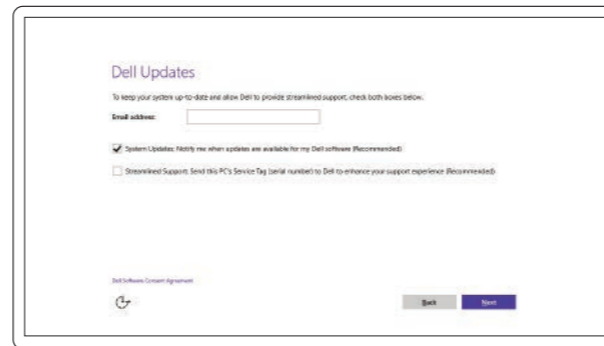 Dell Updates
To keep your system up-to-date and allow Dell to provide streamlined support, check both boxes below.
Email address:
System Updates: Notify me when updates are available for my Dell software (Recommended)
Streamlined Support: Send this PC's Service Tag (serial number) to Dell to enhance your support experience (Recommended)
Dell Software Consent Agreement
Back Next